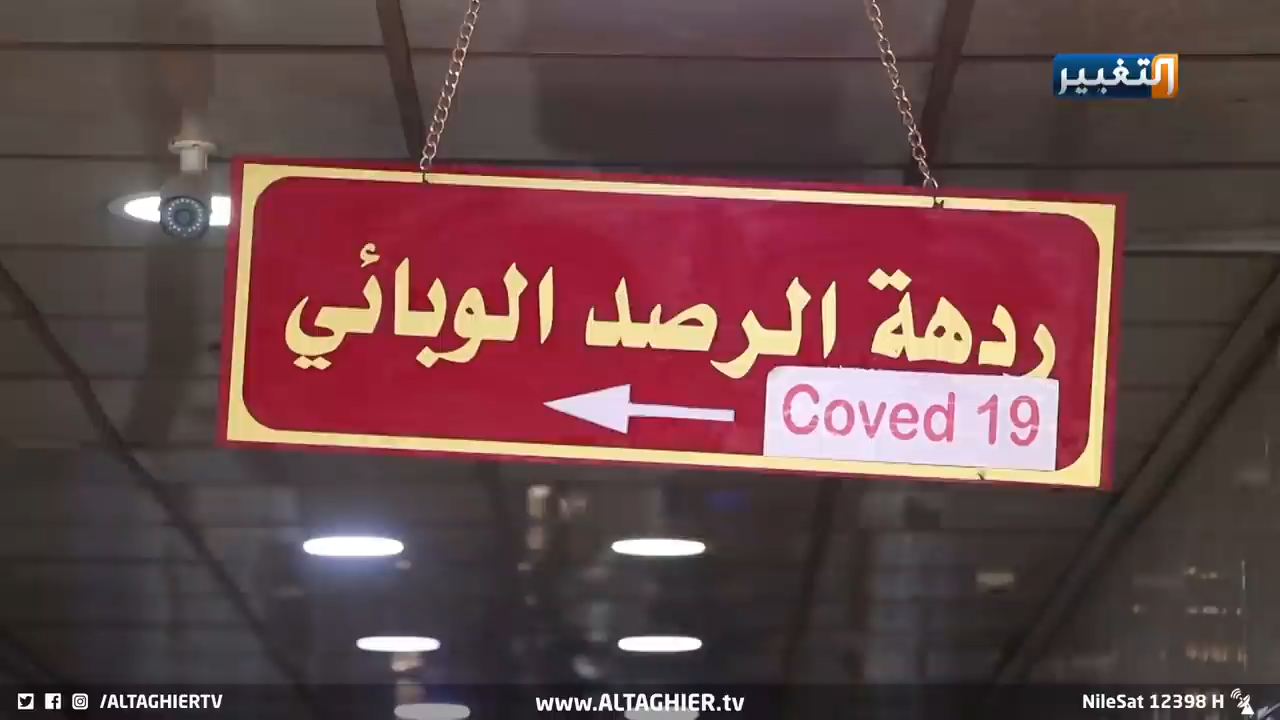 التغيير
ردهة الرصد الوبائي
Coved 19
/ALTAGHIERTV
www.ALTAGHIER.tv
NileSat 12398 H